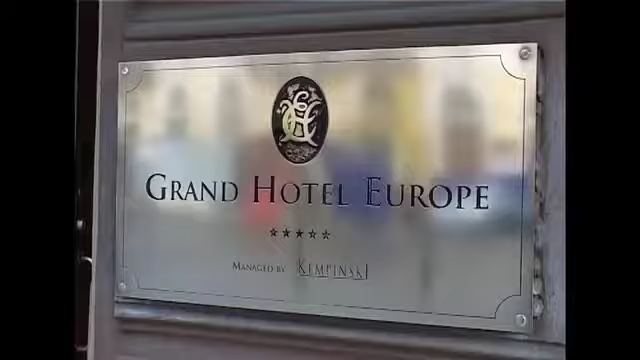 GRAND HOTEL EUROPE
★★★★★
MANAGED BY KEMPINSKI